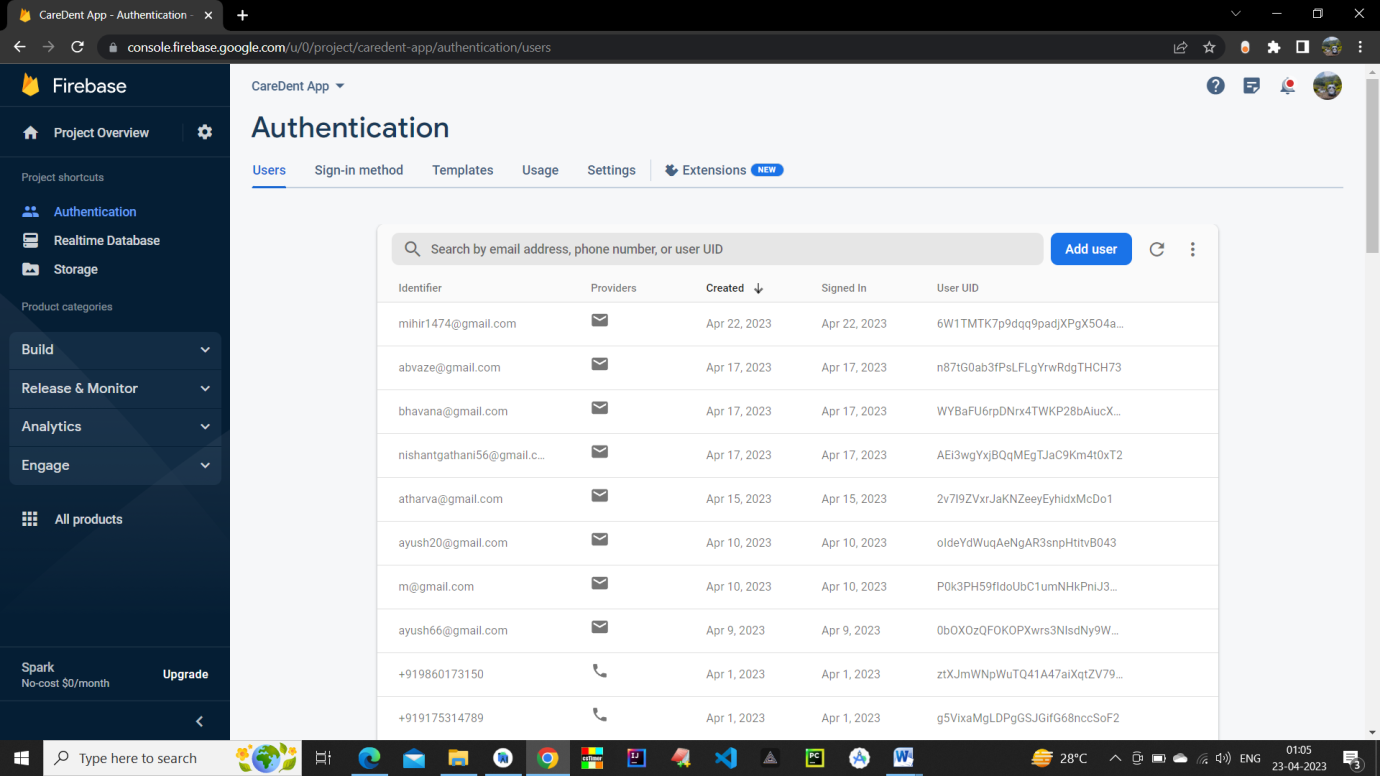 CareDent App - Authentication -
console.firebase.google.com/u/0/project/caredent-app/authentication/users
Firebase
Project Overview
Project shortcuts
Authentication
Realtime Database
Storage
Product categories
Build
Release & Monitor
Analytics
Engage
All products
Spark
No-cost $0/month
Upgrade
CareDent App
Authentication
Users Sign-in method Templates Usage Settings Extensions NEW
Search by email address, phone number, or user UID Add user
Identifier Providers Created Signed In User UID
mihir1474@gmail.com Apr 22, 2023 Apr 22, 2023 6W1TMTK7p9dqq9padjXPgX5O4a...
abvaze@gmail.com Apr 17, 2023 Apr 17, 2023 n87tG0ab3fPsLFLgYrwRdgTHCH73
bhavana@gmail.com Apr 17, 2023 Apr 17, 2023 WYBaFU6rpDNrx4TWKP28bAiucX...
nishantgathani56@gmail.c... Apr 17, 2023 Apr 17, 2023 AEi3wgYxjBQqMEgTJaC9Km4t0xT2
atharva@gmail.com Apr 15, 2023 Apr 15, 2023 2v7I9ZVxrJaKNZeeyEyhidxMcDo1
ayush20@gmail.com Apr 10, 2023 Apr 10, 2023 oIdeYdWuqAeNgAR3snpHtitvB043
m@gmail.com Apr 10, 2023 Apr 10, 2023 P0k3PH59fIdoUbC1umNHkPniJ3...
ayush66@gmail.com Apr 9, 2023 Apr 9, 2023 0bOXOzQFOKOPXwrs3NIsdNy9W...
+919860173150 Apr 1, 2023 Apr 1, 2023 ztXJmWNpWuTQ41A47aiXqtZV79...
+919175314789 Apr 1, 2023 Apr 1, 2023 g5VixaMgLDPgGSJGifG68nccSoF2
Type here to search
28°C
ENG
01:05
23-04-2023
3